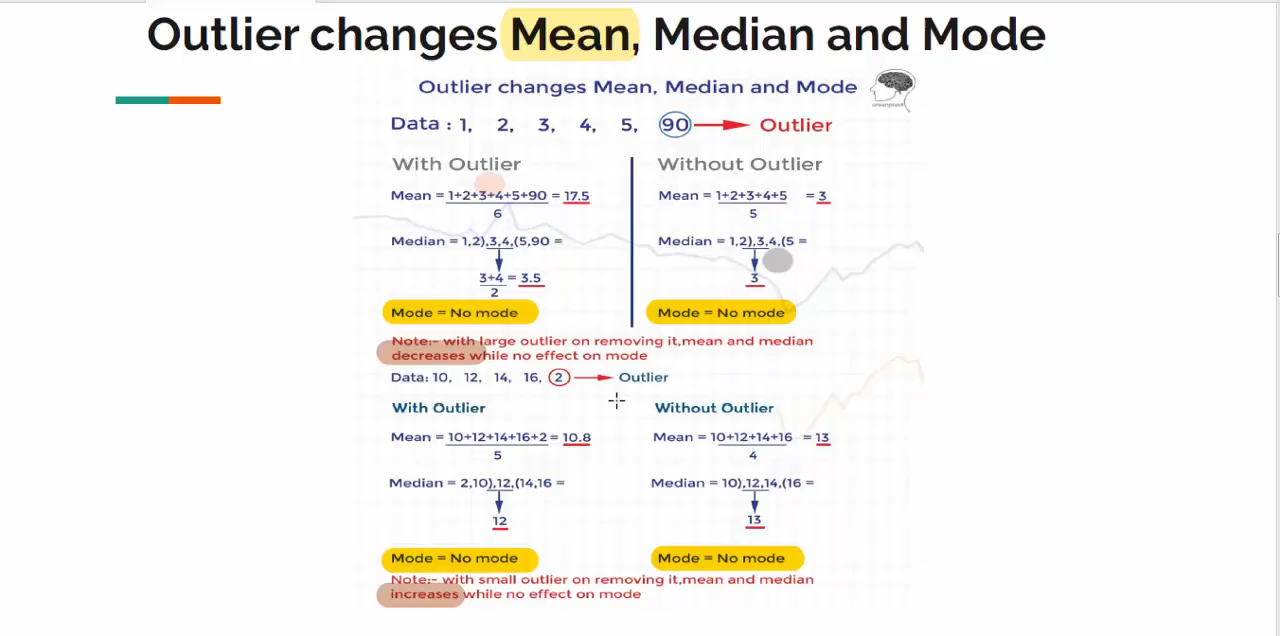 Outlier changes Mean, Median and Mode
Outlier changes Mean, Median and Mode
Data : 1, 2, 3, 4, 5, 90 Outlier
With Outlier
Mean = 1+2+3+4+5+90 = 17.5
6
Median = 1,2),3,4,(5,90 =
3+4 = 3.5
2
Mode = No mode
Without Outlier
Mean = 1+2+3+4+5 = 3
5
Median = 1,2),3,4,(5 =
3
Mode = No mode
Note:- with large outlier on removing it,mean and median
decreases while no effect on mode
Data: 10, 12, 14, 16, 2 Outlier
With Outlier
Mean = 10+12+14+16+2 = 10.8
5
Median = 2,10),12,(14,16 =
12
Mode = No mode
Without Outlier
Mean = 10+12+14+16 = 13
4
Median = 10),12,14,(16 =
13
Mode = No mode
Note:- with small outlier on removing it,mean and median
increases while no effect on mode